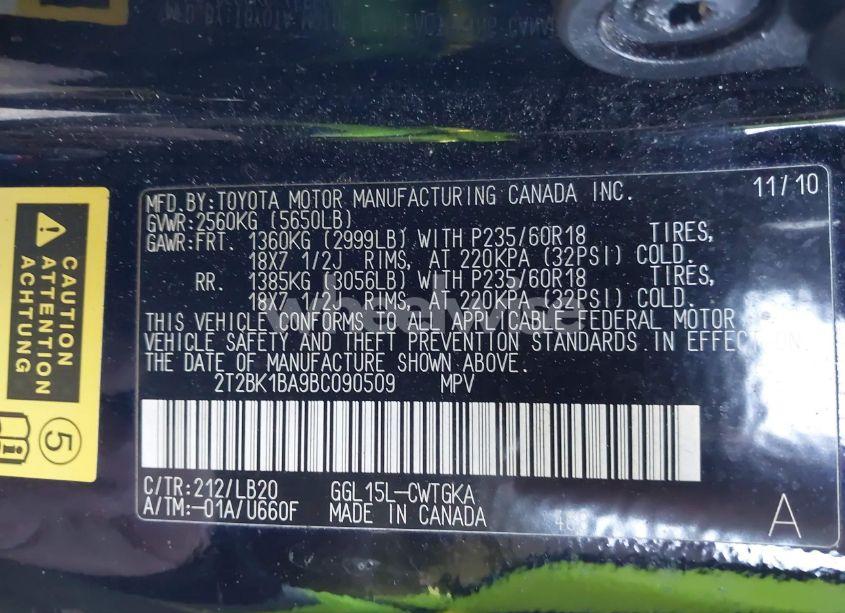 MFD.BY:TOYOTA MOTOR MANUFACTURING CANADA INC. 11/10
GVWR:2560KG (5650LB)
GAWR:FRT. 1360KG (2999LB) WITH P235/60R18 TIRES,
18X7 1/2J RIMS, AT 220KPA (32PSI) COLD.
RR. 1385KG (3056LB) WITH P235/60R18 TIRES,
18X7 1/2J RIMS, AT 220KPA (32PSI) COLD.
THIS VEHICLE CONFORMS TO ALL APPLICABLE FEDERAL MOTOR
VEHICLE SAFETY AND THEFT PREVENTION STANDARDS IN EFFECT ON
THE DATE OF MANUFACTURE SHOWN ABOVE.
2T2BK1BA9BC090509 MPV
C/TR:212/LB20 GGL15L-CWTGKA
A/TM:-01A/U660F MADE IN CANADA
A
CAUTION
ATTENTION
ACHTUNG
5
i